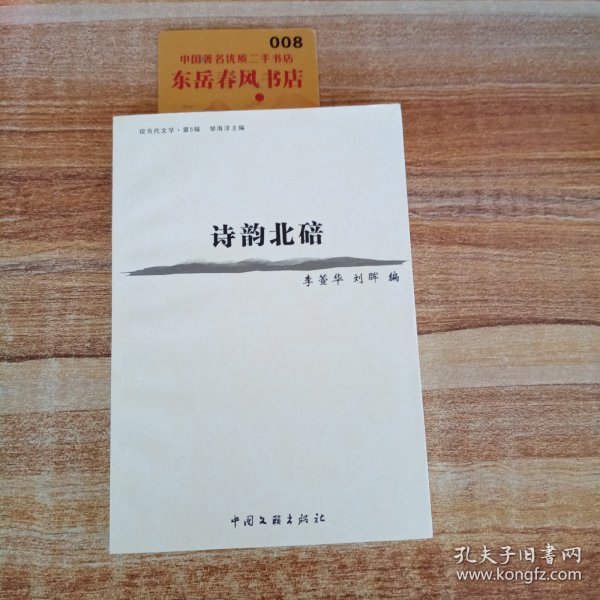 008
中国著名优质二手书店
东岳春风书店
现当代文学·第5辑 邹海洋主编
诗韵北碚
李萱华 刘晖 编
中国文联出版社
孔夫子旧书网
www.kongfz.com